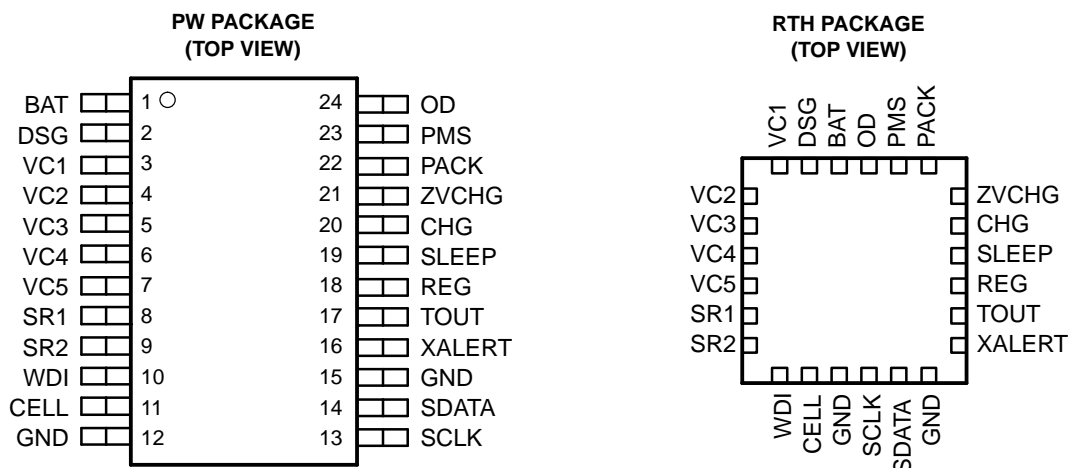 PW PACKAGE
(TOP VIEW)
BAT 1 24 OD
DSG 2 23 PMS
VC1 3 22 PACK
VC2 4 21 ZVCHG
VC3 5 20 CHG
VC4 6 19 SLEEP
VC5 7 18 REG
SR1 8 17 TOUT
SR2 9 16 XALERT
WDI 10 15 GND
CELL 11 14 SDATA
GND 12 13 SCLK
RTH PACKAGE
(TOP VIEW)
VC1 DSG BAT OD PMS PACK
VC2 ZVCHG
VC3 CHG
VC4 SLEEP
VC5 REG
SR1 TOUT
SR2 XALERT
WDI CELL GND SCLK SDATA GND